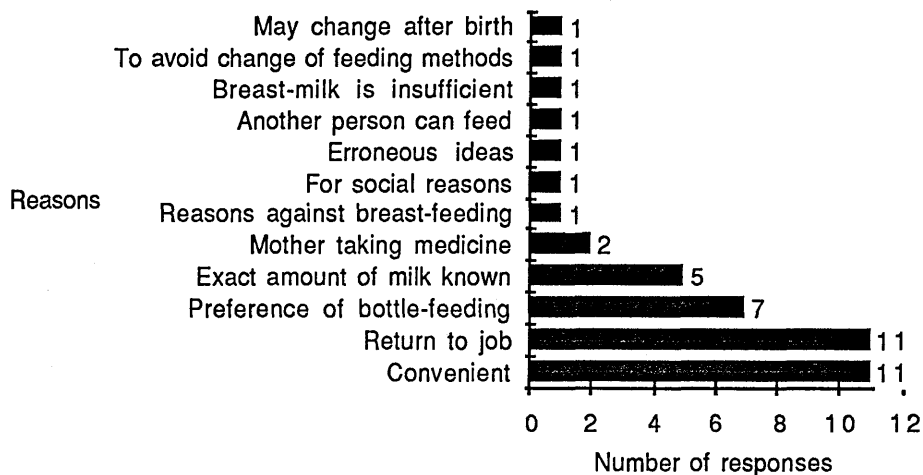 May change after birth 1
To avoid change of feeding methods 1
Breast-milk is insufficient 1
Another person can feed 1
Erroneous ideas 1
For social reasons 1
Reasons
Reasons against breast-feeding 1
Mother taking medicine 2
Exact amount of milk known 5
Preference of bottle-feeding 7
Return to job 11
Convenient 11
0 2 4 6 8 10 12
Number of responses